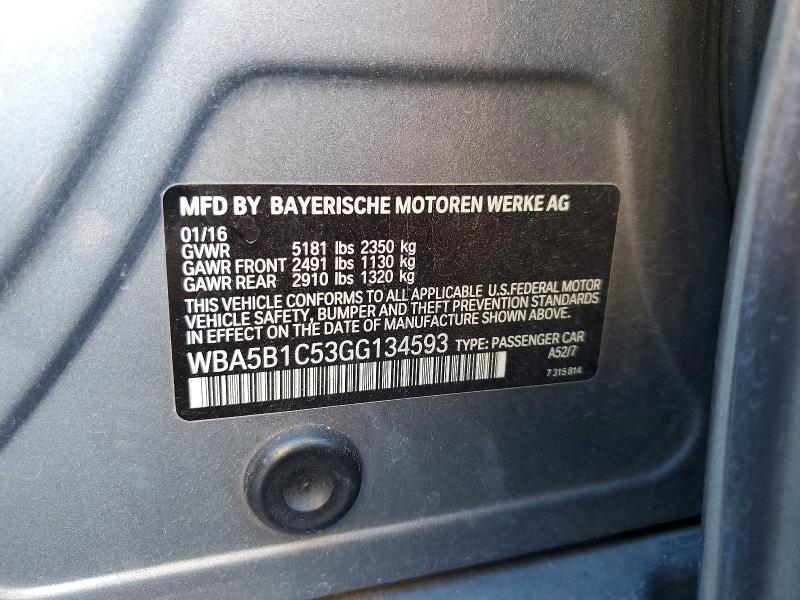 MFD BY BAYERISCHE MOTOREN WERKE AG
01/16
GVWR 5181 lbs 2350 kg
GAWR FRONT 2491 lbs 1130 kg
GAWR REAR 2910 lbs 1320 kg
THIS VEHICLE CONFORMS TO ALL APPLICABLE U.S.FEDERAL MOTOR
VEHICLE SAFETY, BUMPER AND THEFT PREVENTION STANDARDS
IN EFFECT ON THE DATE OF MANUFACTURE SHOWN ABOVE.
WBA5B1C53GG134593 TYPE: PASSENGER CAR
A52/7
7 315 814